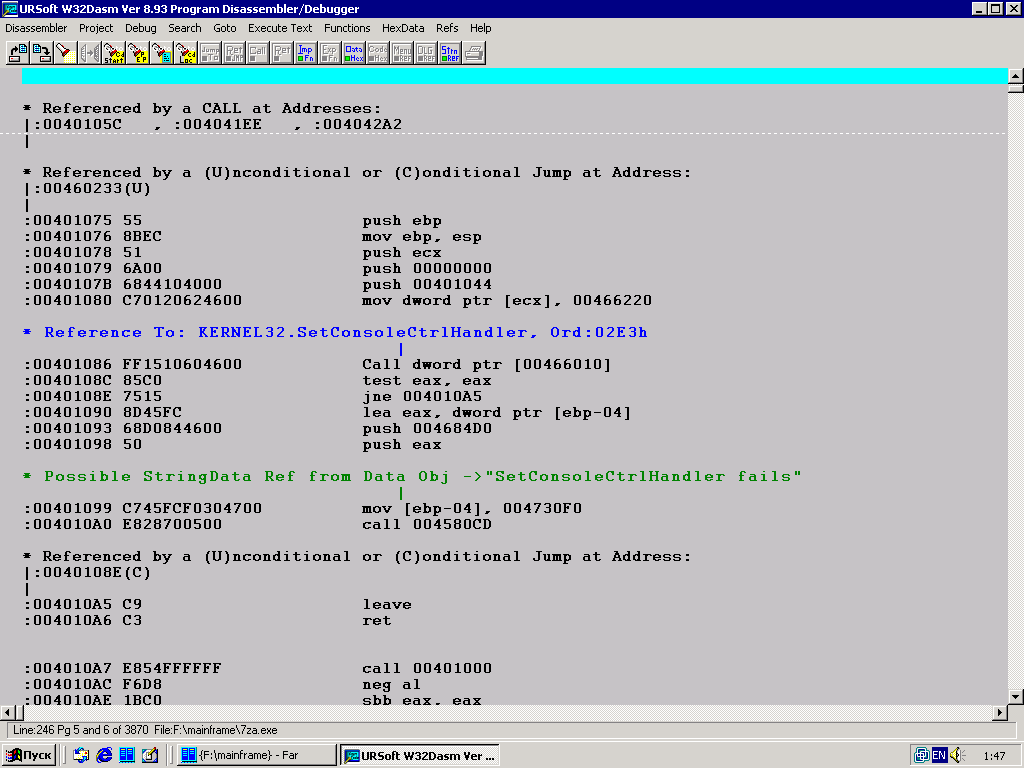 URSoft W32Dasm Ver 8.93 Program Disassembler/Debugger
Disassembler Project Debug Search Goto Execute Text Functions HexData Refs Help
Cd Start Pg EP Cd Loc Jump To Ret JMP Call Ret Imp Fn Exp Fn Data Hex Code Hex Menu REF DLG REF Strn REF
* Referenced by a CALL at Addresses:
|:0040105C   , :004041EE   , :004042A2
|
* Referenced by a (U)nconditional or (C)onditional Jump at Address:
|:00460233(U)
|
:00401075 55 push ebp
:00401076 8BEC mov ebp, esp
:00401078 51 push ecx
:00401079 6A00 push 00000000
:0040107B 6844104000 push 00401044
:00401080 C70120624600 mov dword ptr [ecx], 00466220
* Reference To: KERNEL32.SetConsoleCtrlHandler, Ord:02E3h
|
:00401086 FF1510604600 Call dword ptr [00466010]
:0040108C 85C0 test eax, eax
:0040108E 7515 jne 004010A5
:00401090 8D45FC lea eax, dword ptr [ebp-04]
:00401093 68D0844600 push 004684D0
:00401098 50 push eax
* Possible StringData Ref from Data Obj ->"SetConsoleCtrlHandler fails"
|
:00401099 C745FCF0304700 mov [ebp-04], 004730F0
:004010A0 E828700500 call 004580CD
* Referenced by a (U)nconditional or (C)onditional Jump at Address:
|:0040108E(C)
|
:004010A5 C9 leave
:004010A6 C3 ret
:004010A7 E854FFFFFF call 00401000
:004010AC F6D8 neg al
:004010AE 1BC0 sbb eax, eax
Line:246 Pg 5 and 6 of 3870 File:F:\mainframe\7za.exe
Пуск {F:\mainframe} - Far URSoft W32Dasm Ver ... EN 1:47